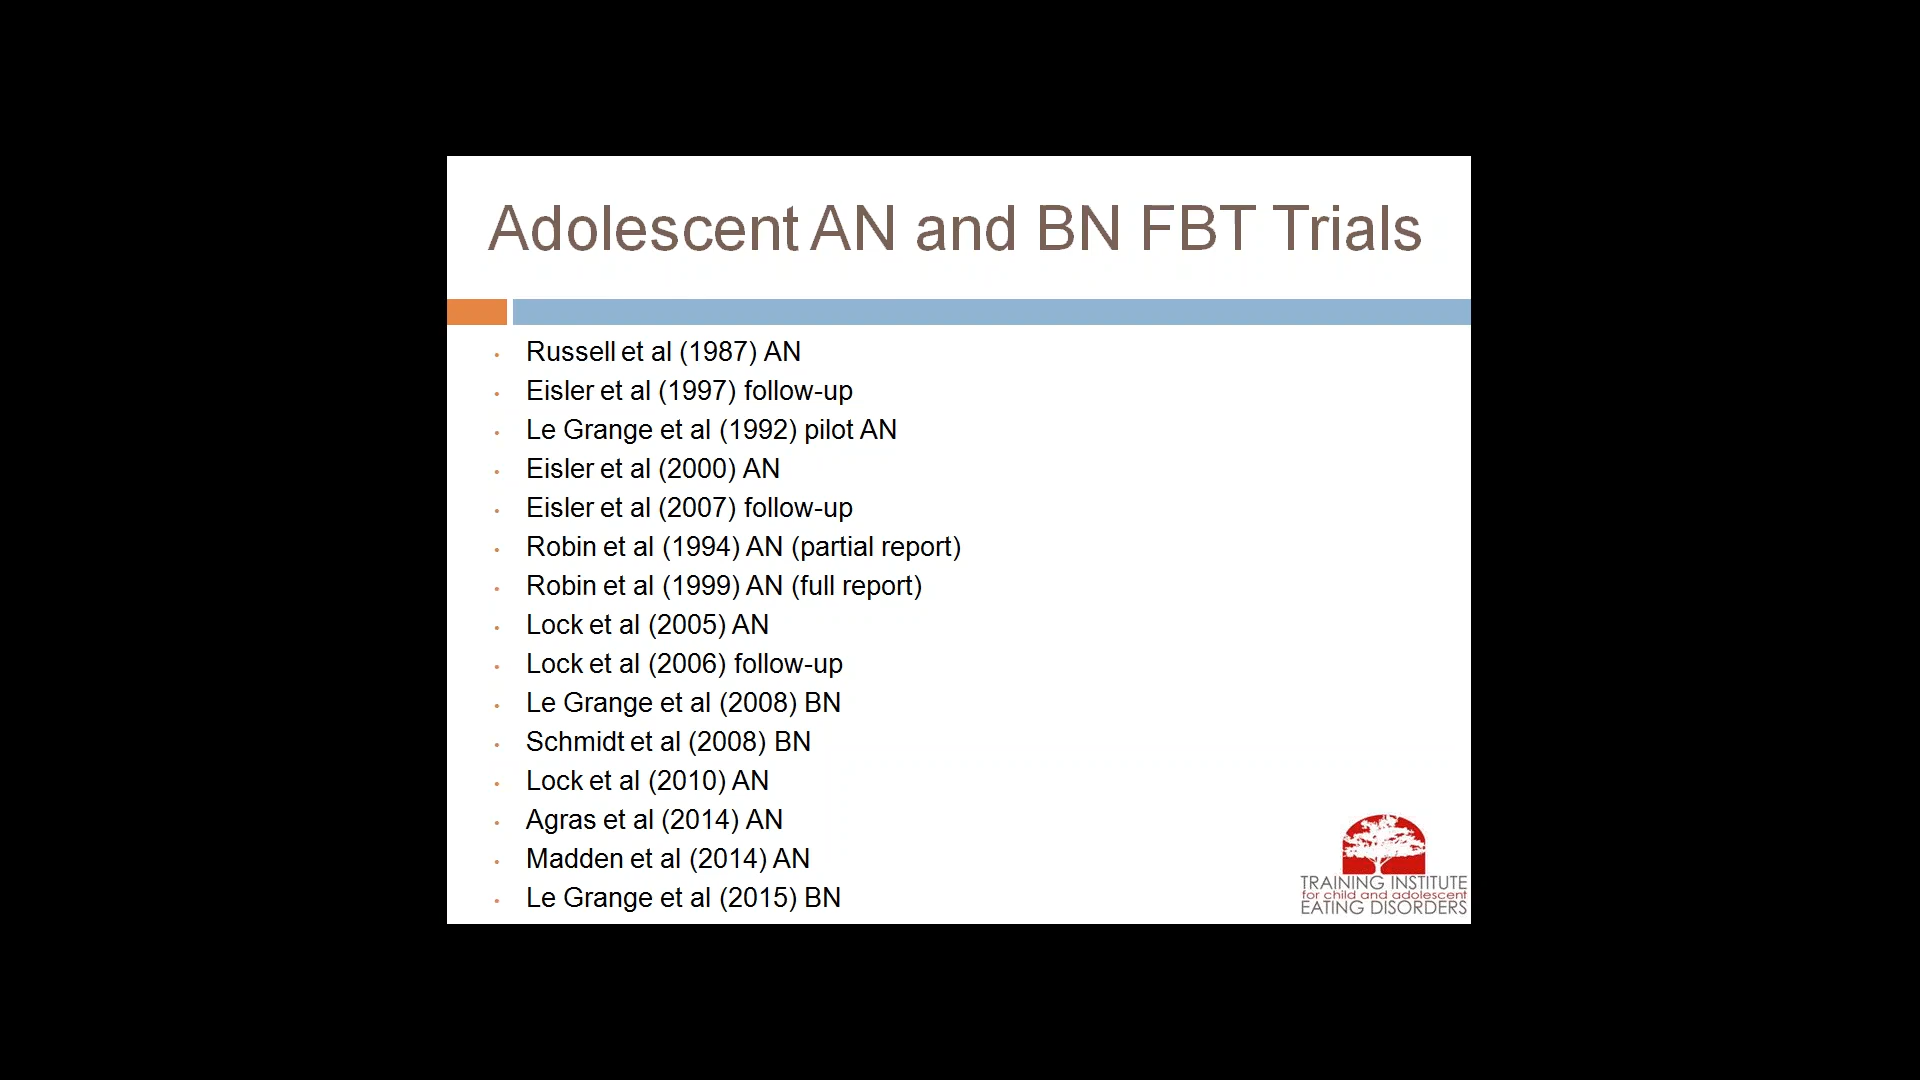 Adolescent AN and BN FBT Trials
• Russell et al (1987) AN
• Eisler et al (1997) follow-up
• Le Grange et al (1992) pilot AN
• Eisler et al (2000) AN
• Eisler et al (2007) follow-up
• Robin et al (1994) AN (partial report)
• Robin et al (1999) AN (full report)
• Lock et al (2005) AN
• Lock et al (2006) follow-up
• Le Grange et al (2008) BN
• Schmidt et al (2008) BN
• Lock et al (2010) AN
• Agras et al (2014) AN
• Madden et al (2014) AN
• Le Grange et al (2015) BN
TRAINING INSTITUTE
for child and adolescent
EATING DISORDERS